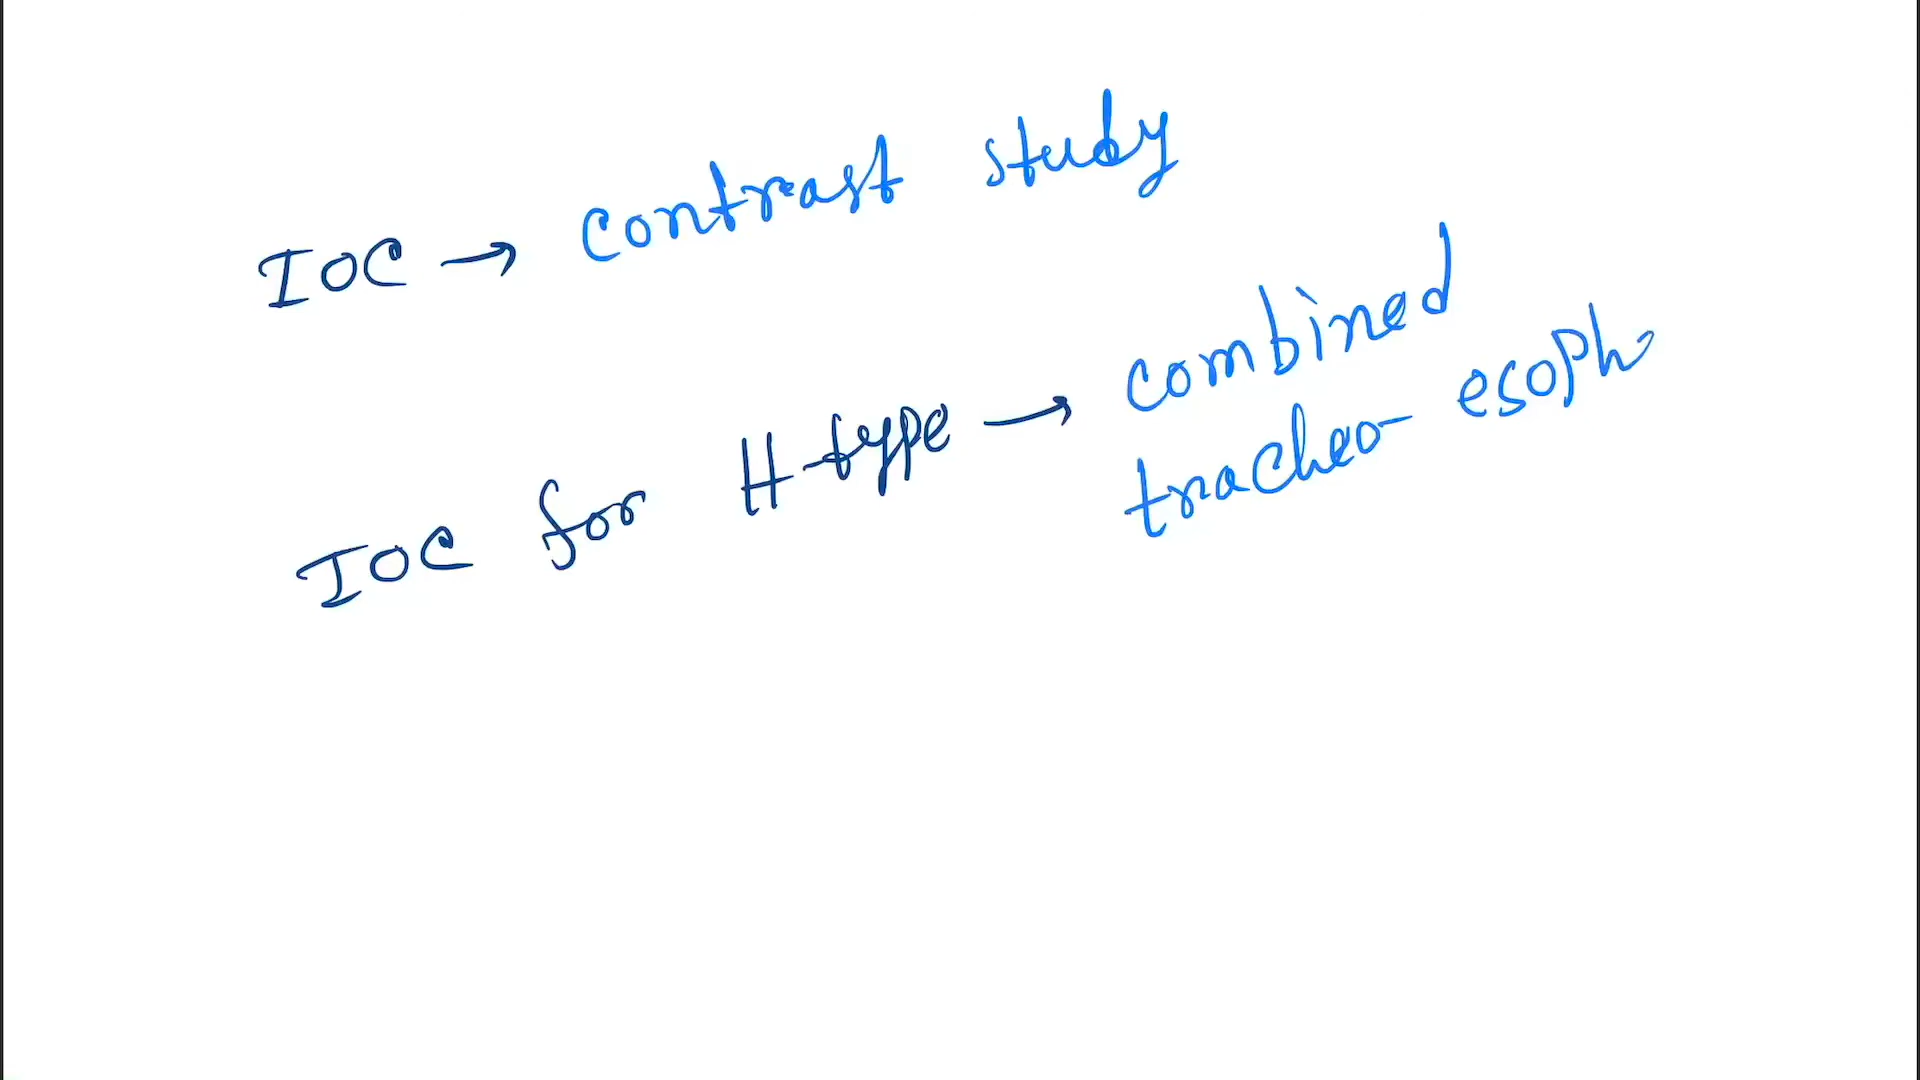 IOC → contrast study
IOC for H-type → combined
tracheo-esoph